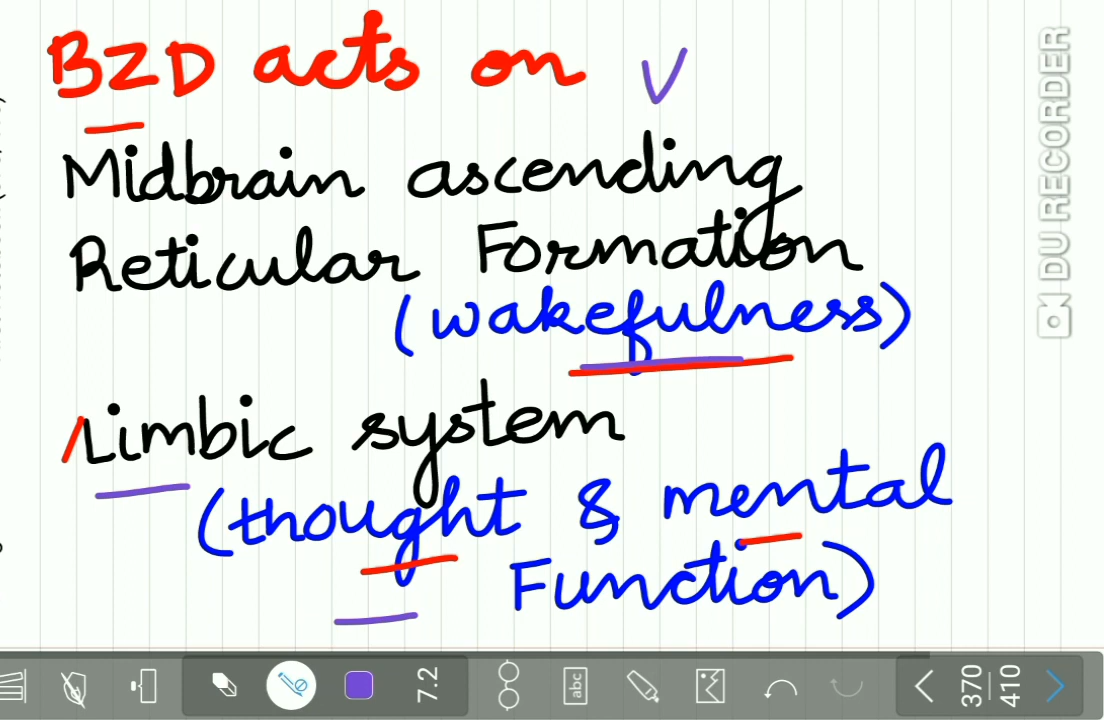 BZD acts on
Midbrain ascending
Reticular Formation
(wakefulness)
Limbic system
(thought & mental
Function)
DU RECORDER
7.2
abc
370
410